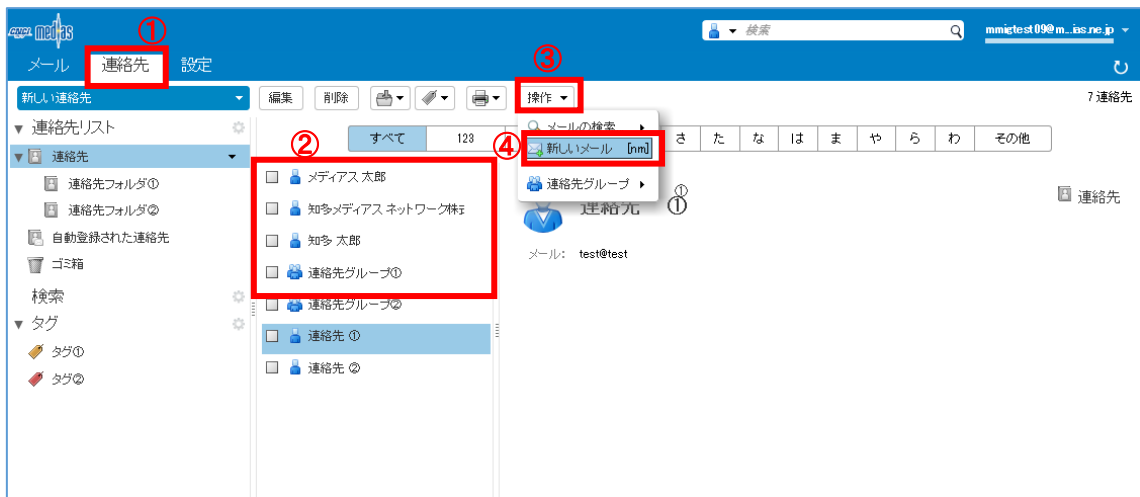 cncm medias
①
検索
mmigtest09@m...ias.ne.jp
メール 連絡先 設定
③
新しい連絡先
編集 削除 操作
7 連絡先
連絡先リスト
②
すべて 123 さ た な は ま や ら わ その他
メールの検索
④
新しいメール [nm]
連絡先グループ
連絡先
連絡先フォルダ①
連絡先フォルダ②
自動登録された連絡先
ゴミ箱
検索
タグ
タグ①
タグ②
メディアス 太郎
知多メディアス ネットワーク株
知多 太郎
連絡先グループ①
連絡先グループ②
連絡先 ①
連絡先 ②
連絡先 ①
①
連絡先
メール: test@test